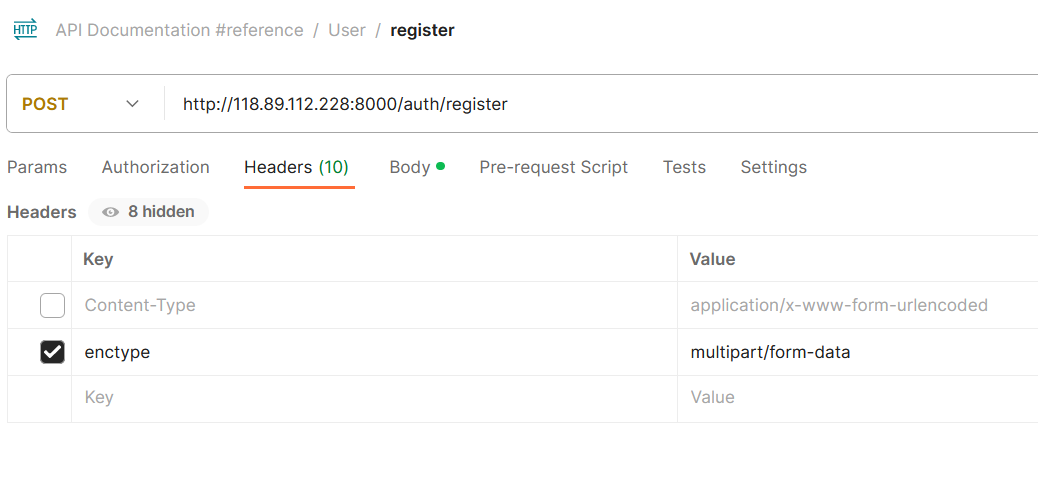 HTTP API Documentation #reference / User / register
POST http://118.89.112.228:8000/auth/register
Params Authorization Headers (10) Body Pre-request Script Tests Settings
Headers 8 hidden
Key Value
Content-Type application/x-www-form-urlencoded
enctype multipart/form-data
Key Value